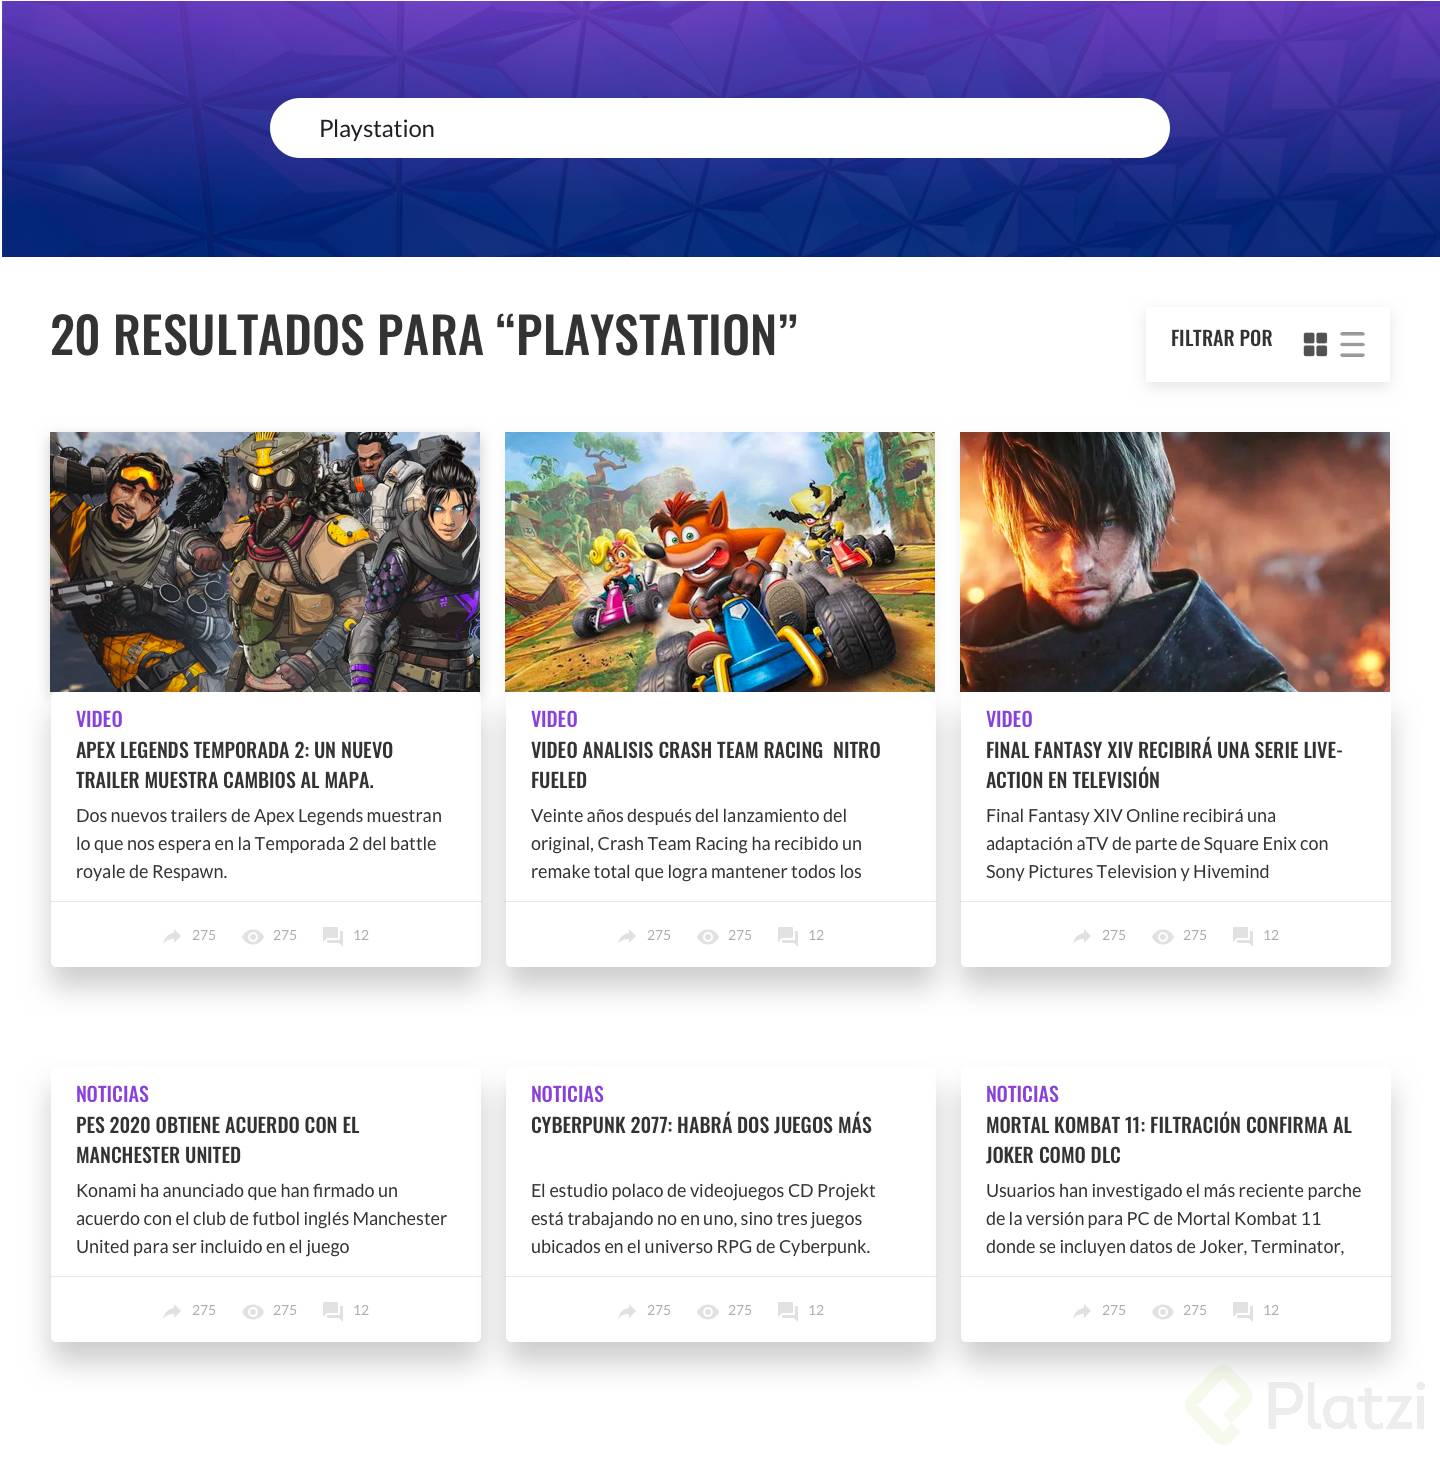 Playstation
20 RESULTADOS PARA “PLAYSTATION”
FILTRAR POR
VIDEO
APEX LEGENDS TEMPORADA 2: UN NUEVO
TRAILER MUESTRA CAMBIOS AL MAPA.
Dos nuevos trailers de Apex Legends muestran
lo que nos espera en la Temporada 2 del battle
royale de Respawn.
275 275 12
VIDEO
VIDEO ANALISIS CRASH TEAM RACING  NITRO
FUELED
Veinte años después del lanzamiento del
original, Crash Team Racing ha recibido un
remake total que logra mantener todos los
275 275 12
VIDEO
FINAL FANTASY XIV RECIBIRÁ UNA SERIE LIVE-
ACTION EN TELEVISIÓN
Final Fantasy XIV Online recibirá una
adaptación aTV de parte de Square Enix con
Sony Pictures Television y Hivemind
275 275 12
NOTICIAS
PES 2020 OBTIENE ACUERDO CON EL
MANCHESTER UNITED
Konami ha anunciado que han firmado un
acuerdo con el club de futbol inglés Manchester
United para ser incluido en el juego
275 275 12
NOTICIAS
CYBERPUNK 2077: HABRÁ DOS JUEGOS MÁS
El estudio polaco de videojuegos CD Projekt
está trabajando no en uno, sino tres juegos
ubicados en el universo RPG de Cyberpunk.
275 275 12
NOTICIAS
MORTAL KOMBAT 11: FILTRACIÓN CONFIRMA AL
JOKER COMO DLC
Usuarios han investigado el más reciente parche
de la versión para PC de Mortal Kombat 11
donde se incluyen datos de Joker, Terminator,
275 275 12
Platzi